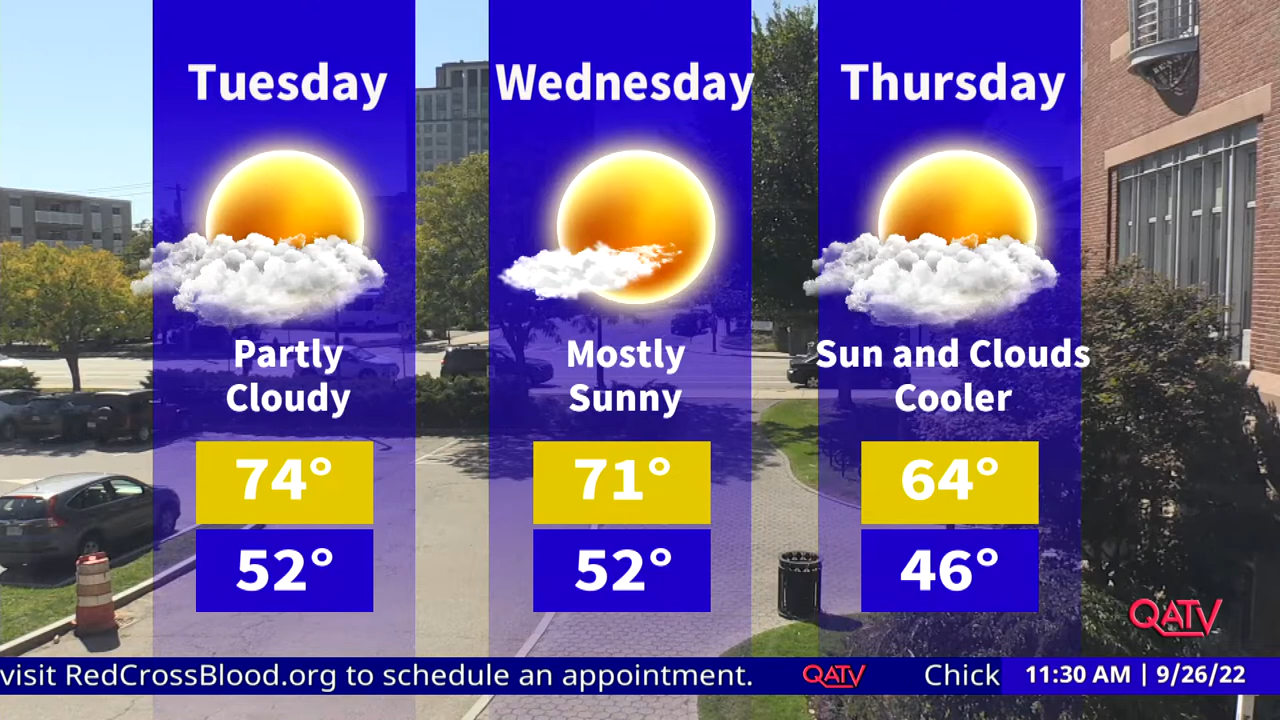 Tuesday
Wednesday
Thursday
Partly
Cloudy
Mostly
Sunny
Sun and Clouds
Cooler
74°
71°
64°
52°
52°
46°
QATV
visit RedCrossBlood.org to schedule an appointment. QATV Chick
11:30 AM | 9/26/22